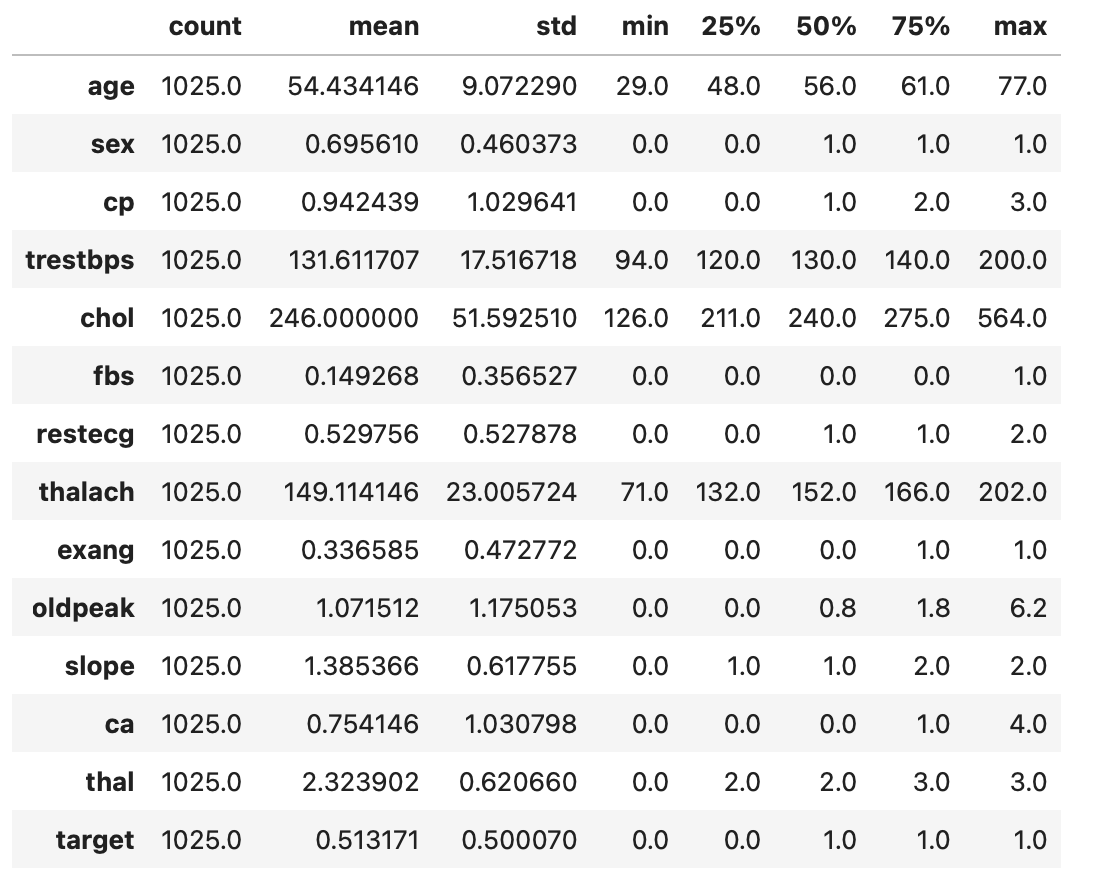 count mean std min 25% 50% 75% max
age 1025.0 54.434146 9.072290 29.0 48.0 56.0 61.0 77.0
sex 1025.0 0.695610 0.460373 0.0 0.0 1.0 1.0 1.0
cp 1025.0 0.942439 1.029641 0.0 0.0 1.0 2.0 3.0
trestbps 1025.0 131.611707 17.516718 94.0 120.0 130.0 140.0 200.0
chol 1025.0 246.000000 51.592510 126.0 211.0 240.0 275.0 564.0
fbs 1025.0 0.149268 0.356527 0.0 0.0 0.0 0.0 1.0
restecg 1025.0 0.529756 0.527878 0.0 0.0 1.0 1.0 2.0
thalach 1025.0 149.114146 23.005724 71.0 132.0 152.0 166.0 202.0
exang 1025.0 0.336585 0.472772 0.0 0.0 0.0 1.0 1.0
oldpeak 1025.0 1.071512 1.175053 0.0 0.0 0.8 1.8 6.2
slope 1025.0 1.385366 0.617755 0.0 1.0 1.0 2.0 2.0
ca 1025.0 0.754146 1.030798 0.0 0.0 0.0 1.0 4.0
thal 1025.0 2.323902 0.620660 0.0 2.0 2.0 3.0 3.0
target 1025.0 0.513171 0.500070 0.0 0.0 1.0 1.0 1.0